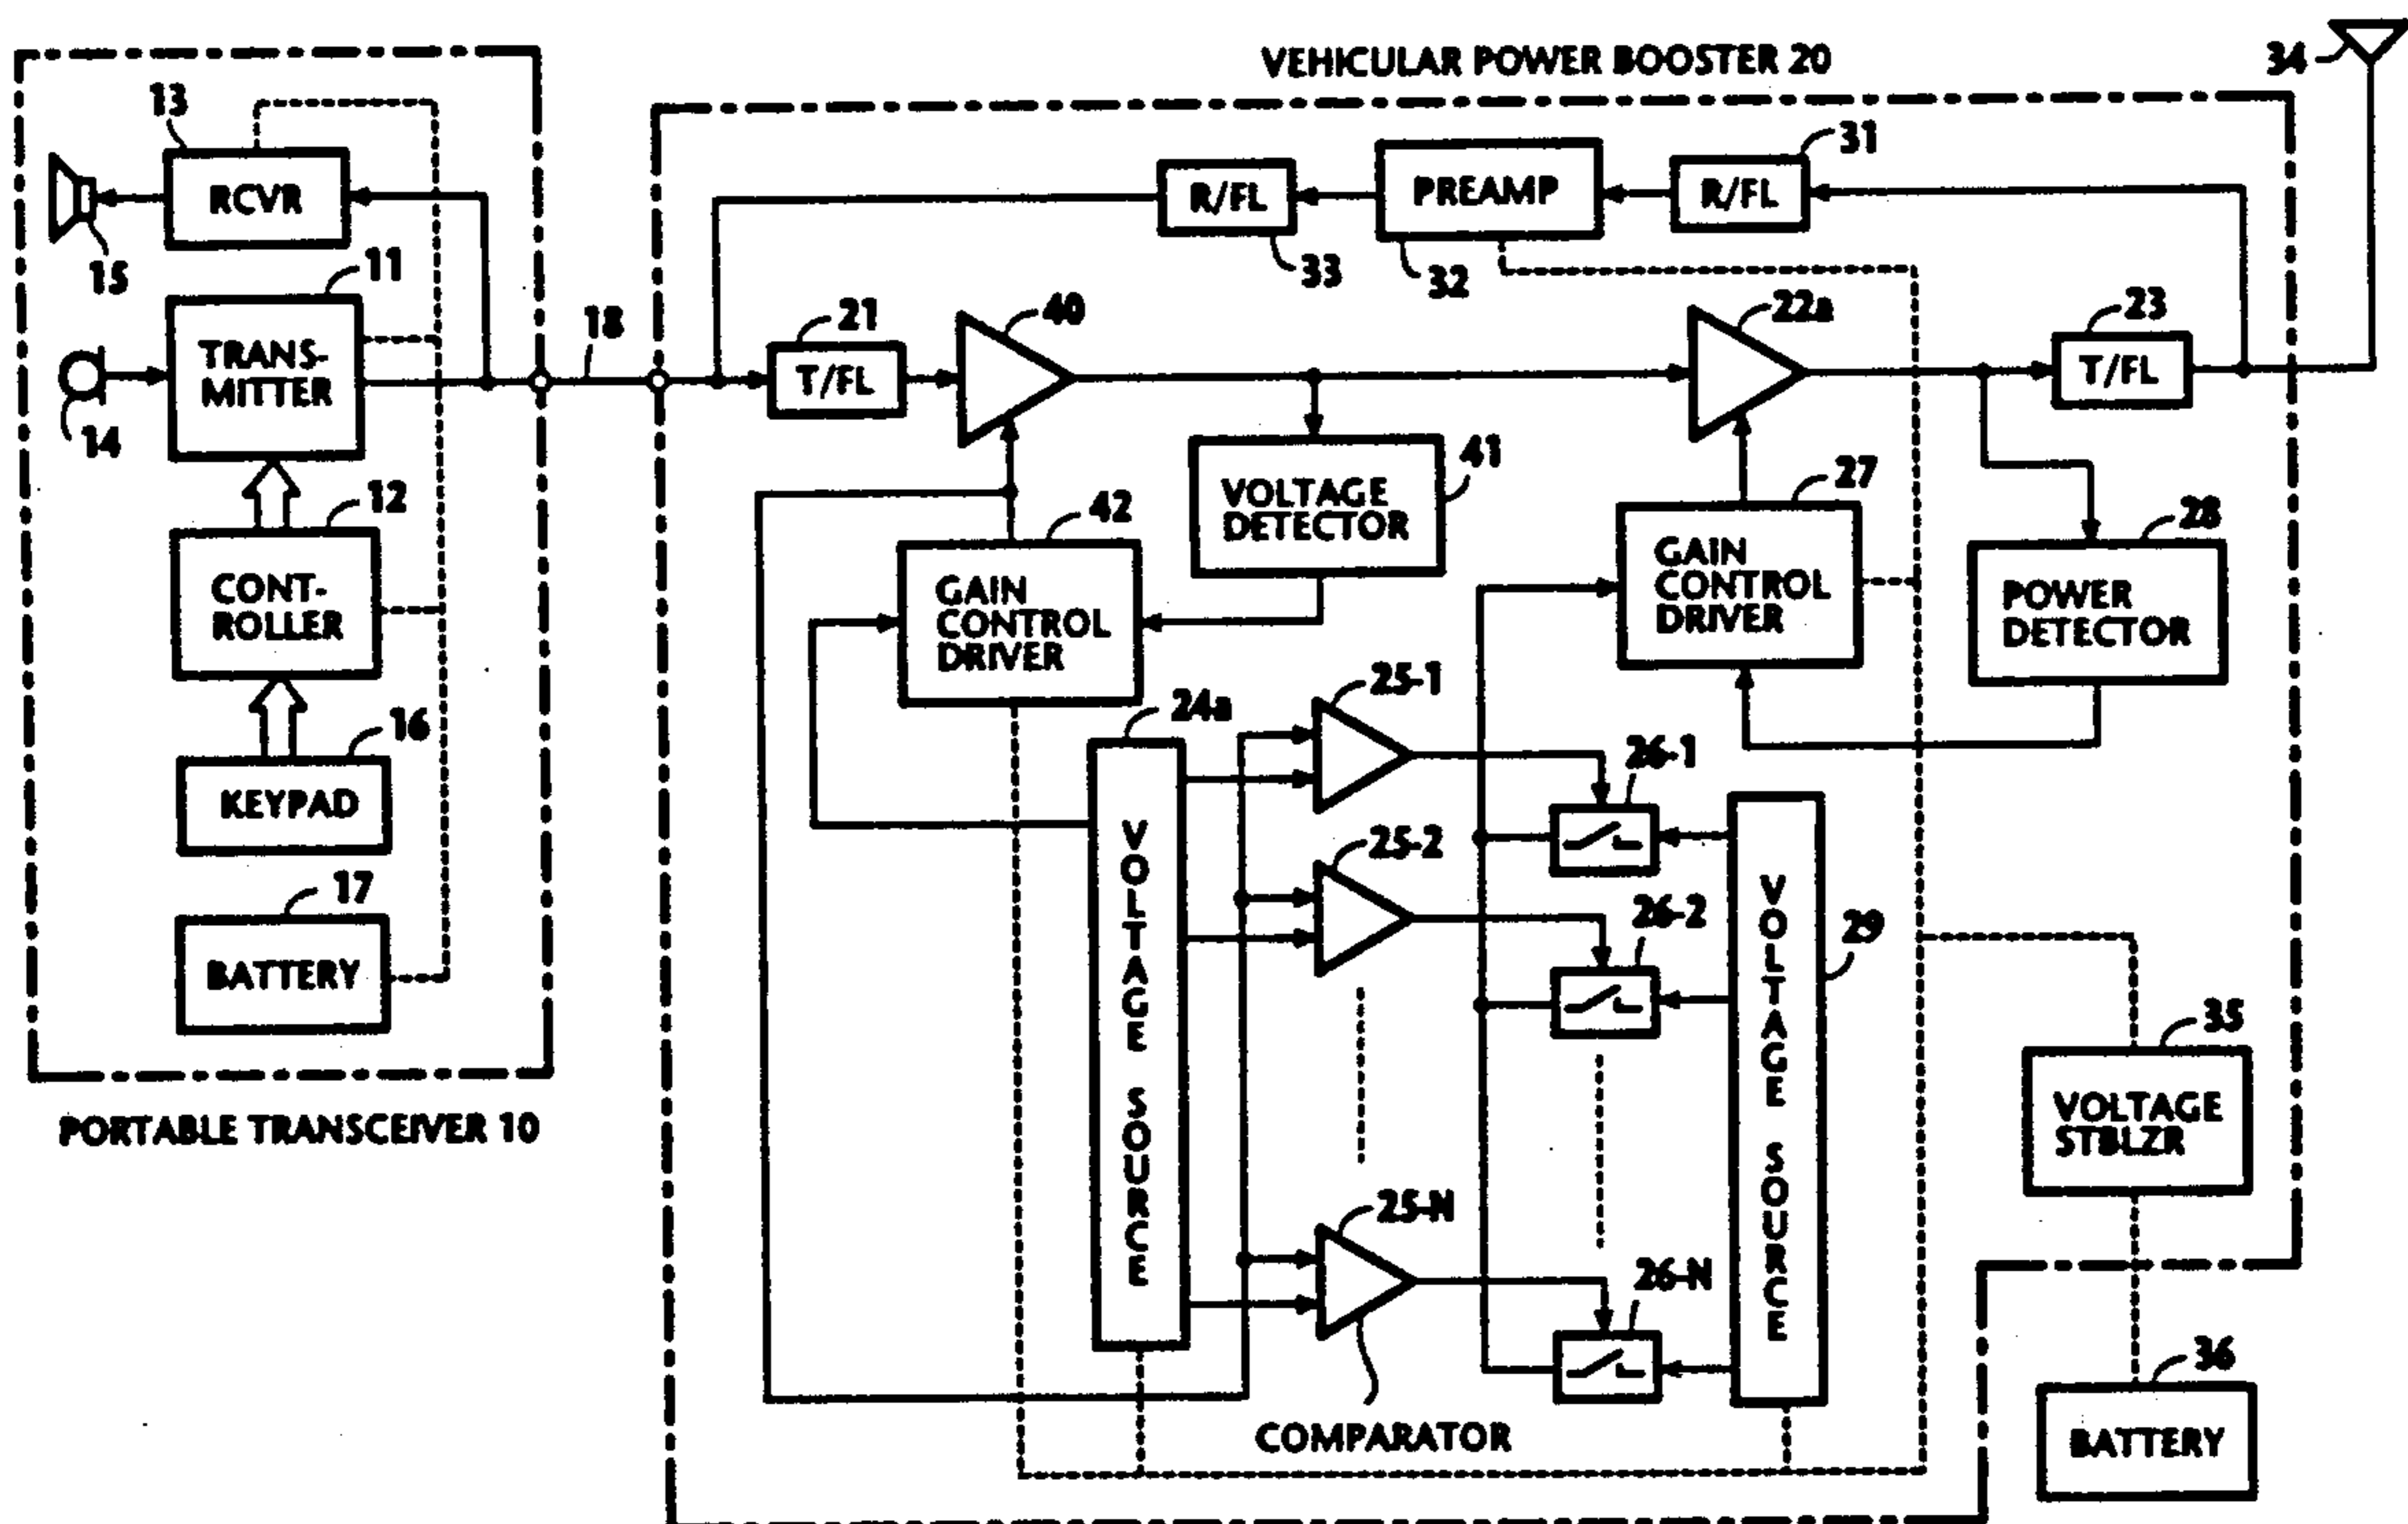 VEHICULAR POWER BOOSTER 20
34
13
RCVR
15
11
TRANS-
MITTER
14
12
CONT-
ROLLER
16
KEYPAD
17
BATTERY
PORTABLE TRANSCEIVER 10
18
31
R/FL
PREAMP
R/FL
33
32
21
T/FL
40
22a
23
T/FL
41
VOLTAGE
DETECTOR
42
GAIN
CONTROL
DRIVER
27
GAIN
CONTROL
DRIVER
28
POWER
DETECTOR
24a
VOLTAGE SOURCE
25-1
26-1
25-2
26-2
29
VOLTAGE SOURCE
25-N
26-N
COMPARATOR
35
VOLTAGE
STBLZR
36
BATTERY